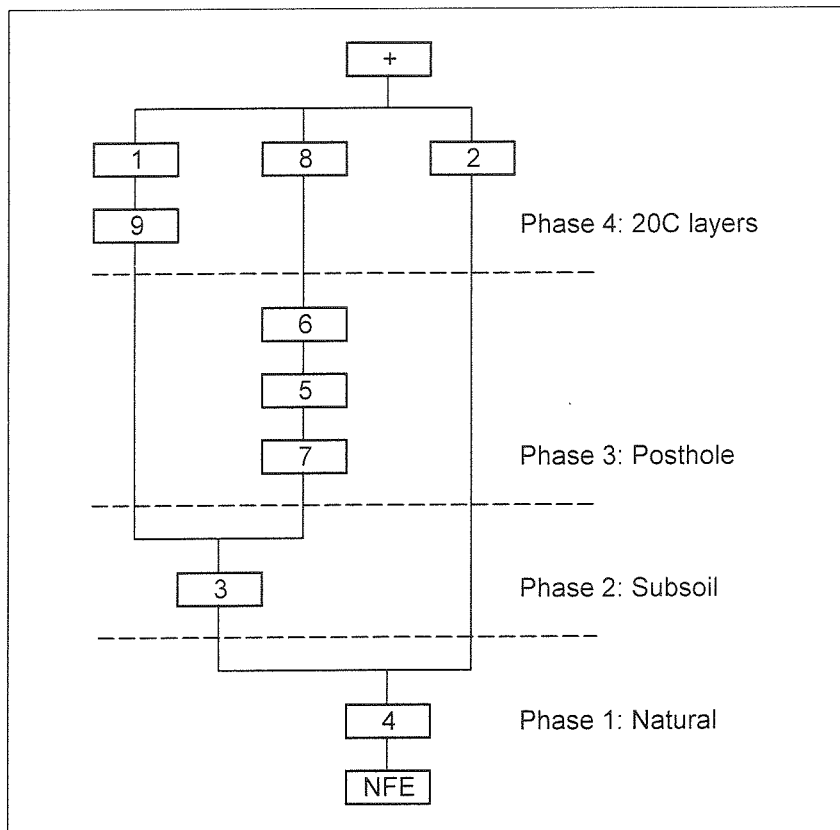 +
1 8 2
9 Phase 4: 20C layers
6
5
7 Phase 3: Posthole
3 Phase 2: Subsoil
4 Phase 1: Natural
NFE